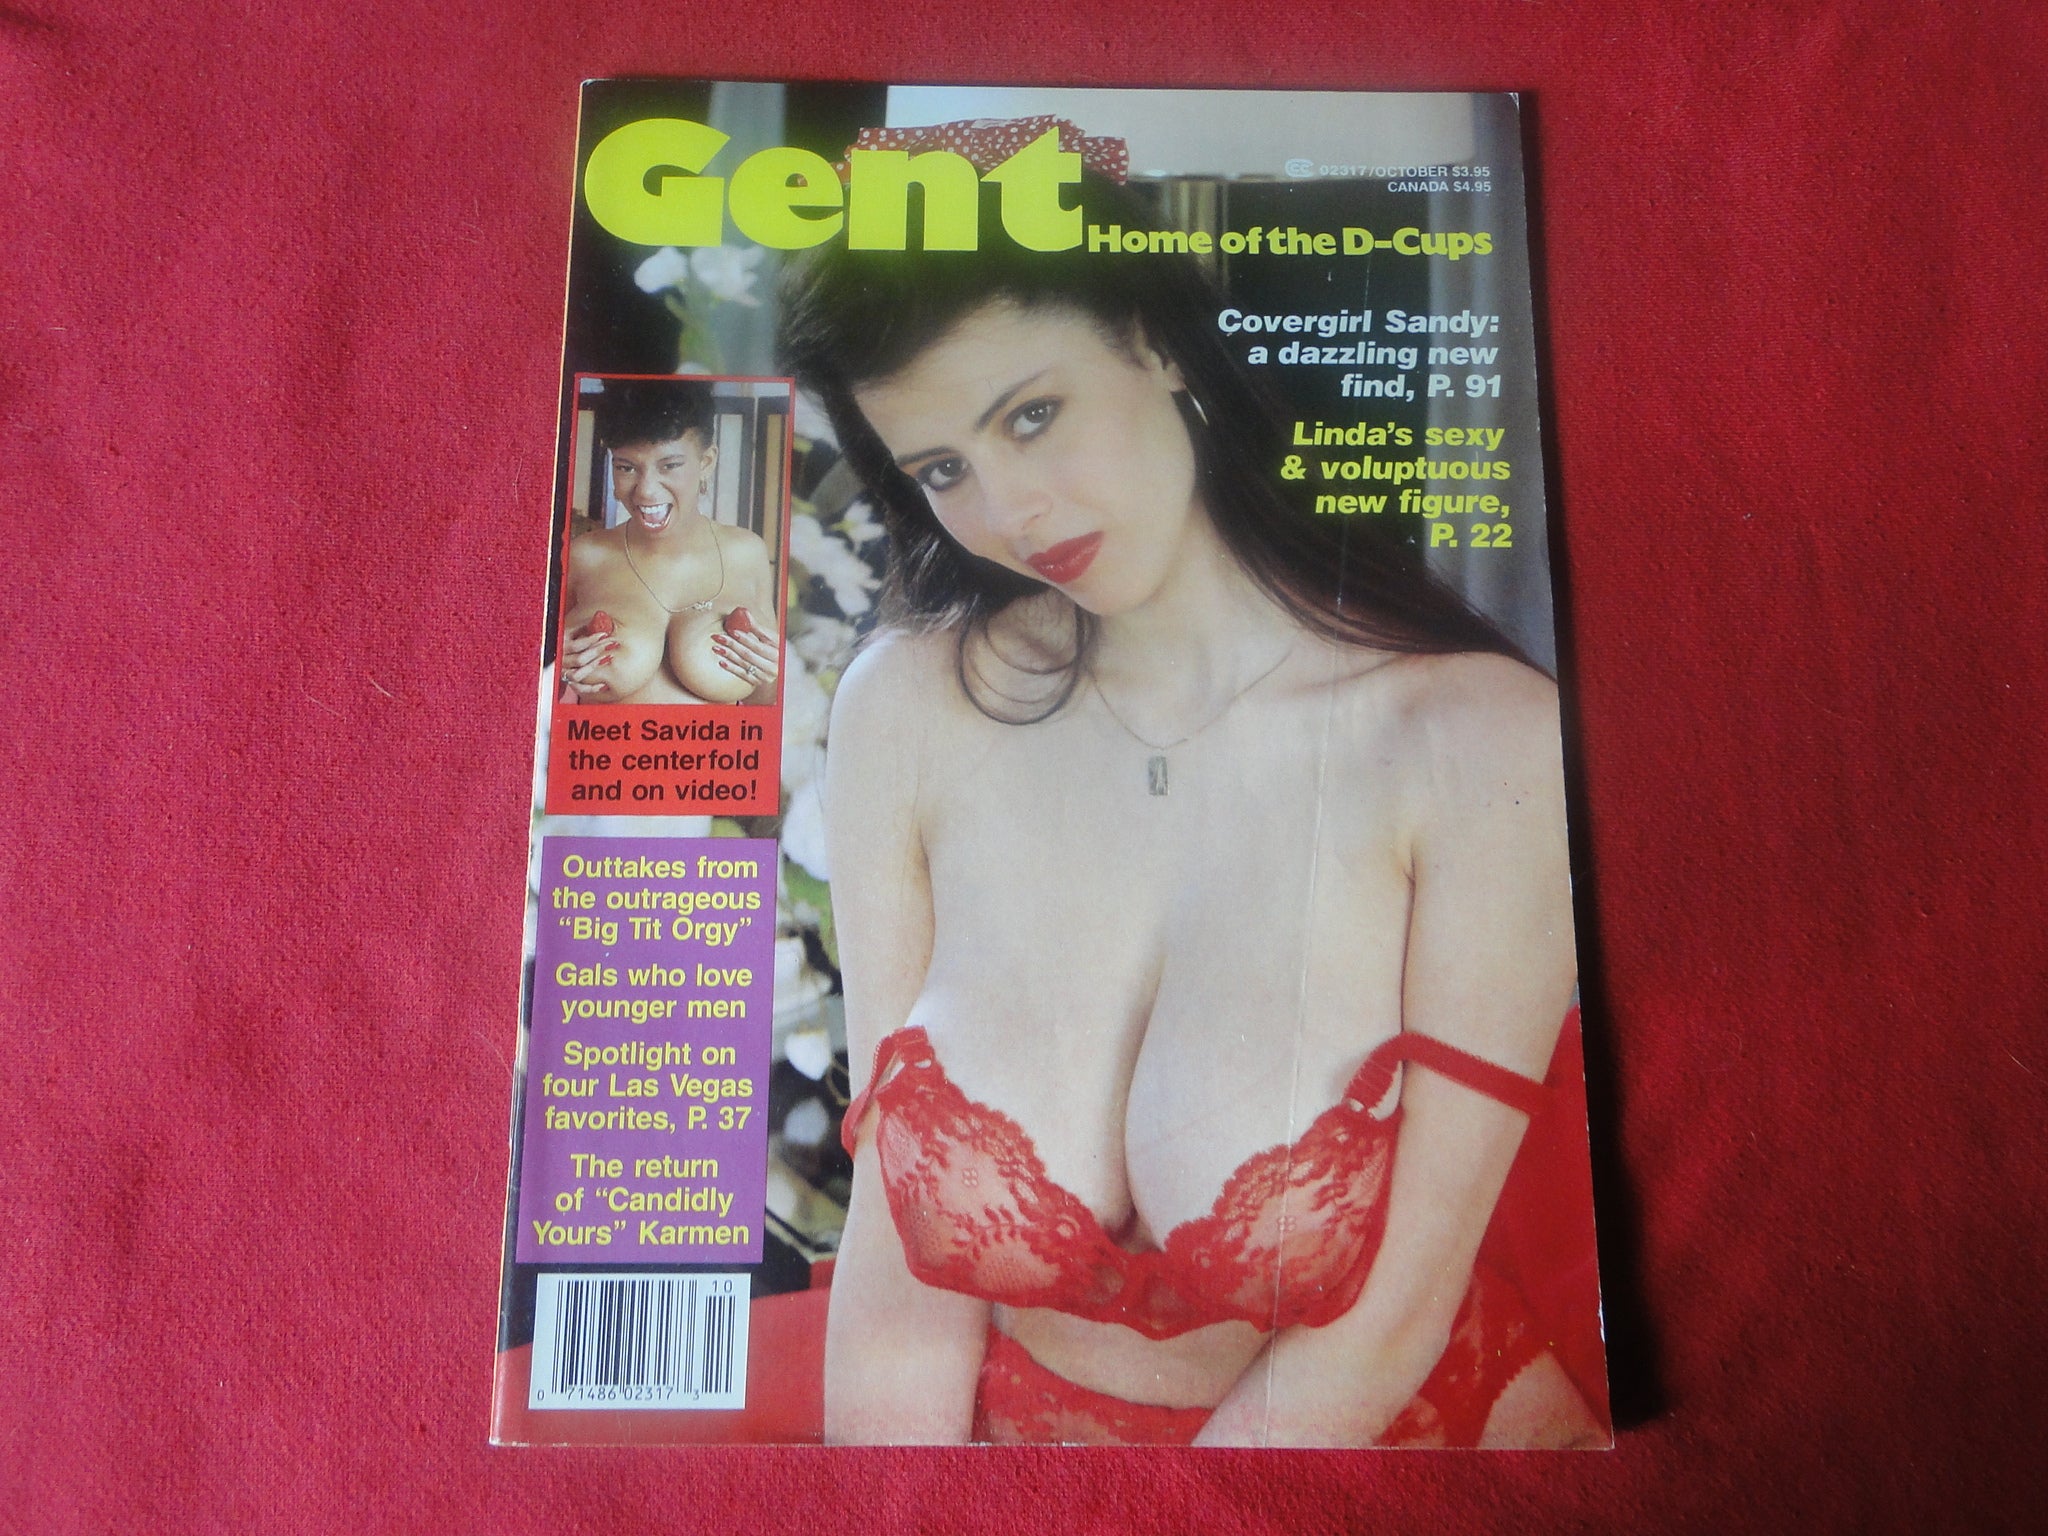 Gent
Home of the D-Cups
CC 02317/OCTOBER $3.95
CANADA $4.95
Covergirl Sandy:
a dazzling new
find, P. 91
Linda's sexy
& voluptuous
new figure,
P. 22
Meet Savida in
the centerfold
and on video!
Outtakes from
the outrageous
“Big Tit Orgy”
Gals who love
younger men
Spotlight on
four Las Vegas
favorites, P. 37
The return
of “Candidly
Yours” Karmen
10
0 71486 02317 3